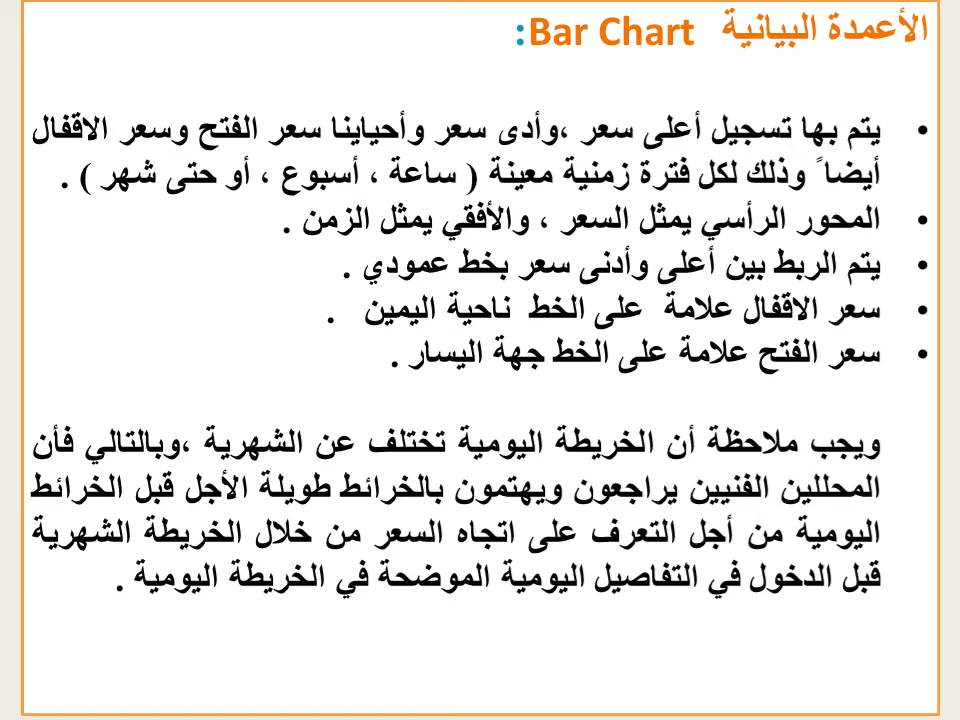 الأعمدة البيانية Bar Chart:
• يتم بها تسجيل أعلى سعر ،وأدى سعر وأحياينا سعر الفتح وسعر الاقفال
أيضا ً وذلك لكل فترة زمنية معينة ( ساعة ، أسبوع ، أو حتى شهر ) .
• المحور الرأسي يمثل السعر ، والأفقي يمثل الزمن .
• يتم الربط بين أعلى وأدنى سعر بخط عمودي .
• سعر الاقفال علامة على الخط ناحية اليمين .
• سعر الفتح علامة على الخط جهة اليسار .
ويجب ملاحظة أن الخريطة اليومية تختلف عن الشهرية ،وبالتالي فأن
المحللين الفنيين يراجعون ويهتمون بالخرائط طويلة الأجل قبل الخرائط
اليومية من أجل التعرف على اتجاه السعر من خلال الخريطة الشهرية
قبل الدخول في التفاصيل اليومية الموضحة في الخريطة اليومية .